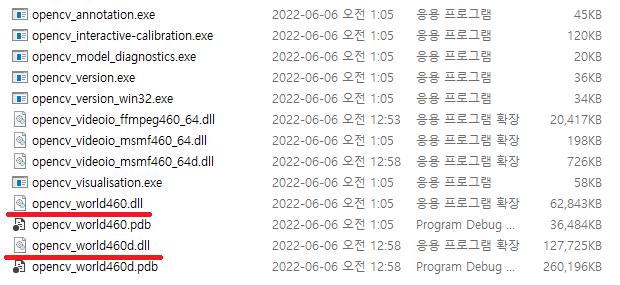 opencv_annotation.exe 2022-06-06 오전 1:05 응용 프로그램 45KB
opencv_interactive-calibration.exe 2022-06-06 오전 1:05 응용 프로그램 120KB
opencv_model_diagnostics.exe 2022-06-06 오전 1:05 응용 프로그램 20KB
opencv_version.exe 2022-06-06 오전 1:05 응용 프로그램 36KB
opencv_version_win32.exe 2022-06-06 오전 1:05 응용 프로그램 34KB
opencv_videoio_ffmpeg460_64.dll 2022-06-06 오전 12:53 응용 프로그램 확장 20,417KB
opencv_videoio_msmf460_64.dll 2022-06-06 오전 1:05 응용 프로그램 확장 198KB
opencv_videoio_msmf460_64d.dll 2022-06-06 오전 12:58 응용 프로그램 확장 726KB
opencv_visualisation.exe 2022-06-06 오전 1:05 응용 프로그램 58KB
opencv_world460.dll 2022-06-06 오전 1:05 응용 프로그램 확장 62,843KB
opencv_world460.pdb 2022-06-06 오전 1:05 Program Debug ... 36,484KB
opencv_world460d.dll 2022-06-06 오전 12:58 응용 프로그램 확장 127,725KB
opencv_world460d.pdb 2022-06-06 오전 12:58 Program Debug ... 260,196KB